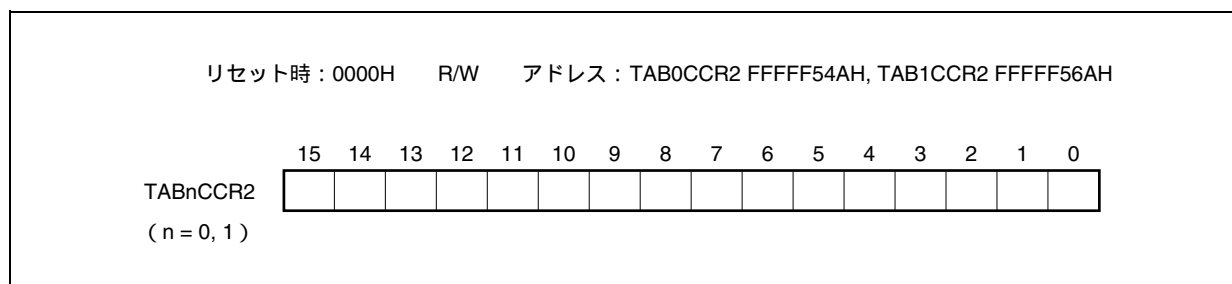 リセット時：0000H R/W アドレス：TAB0CCR2 FFFFF54AH, TAB1CCR2 FFFFF56AH
15 14 13 12 11 10 9 8 7 6 5 4 3 2 1 0
TABnCCR2
（n = 0, 1）